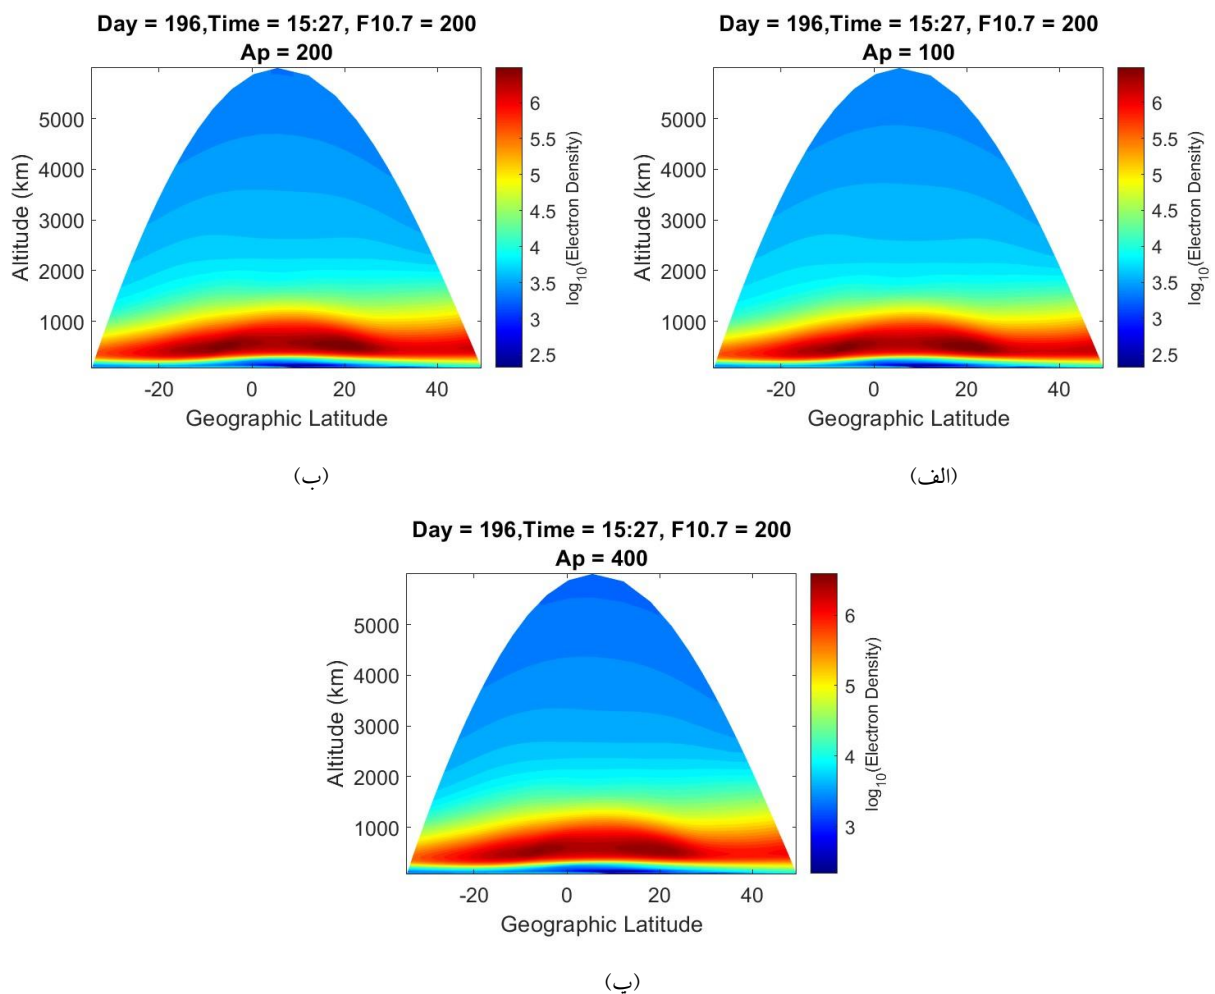 Day = 196,Time = 15:27, F10.7 = 200
Ap = 200
Altitude (km)
5000
4000
3000
2000
1000
-20 0 20 40
Geographic Latitude
6
5.5
5
4.5
4
3.5
3
2.5
log10(Electron Density)
(ب)
Day = 196,Time = 15:27, F10.7 = 200
Ap = 100
Altitude (km)
5000
4000
3000
2000
1000
-20 0 20 40
Geographic Latitude
6
5.5
5
4.5
4
3.5
3
2.5
log10(Electron Density)
(الف)
Day = 196,Time = 15:27, F10.7 = 200
Ap = 400
Altitude (km)
5000
4000
3000
2000
1000
-20 0 20 40
Geographic Latitude
6
5
4
3
log10(Electron Density)
(پ)